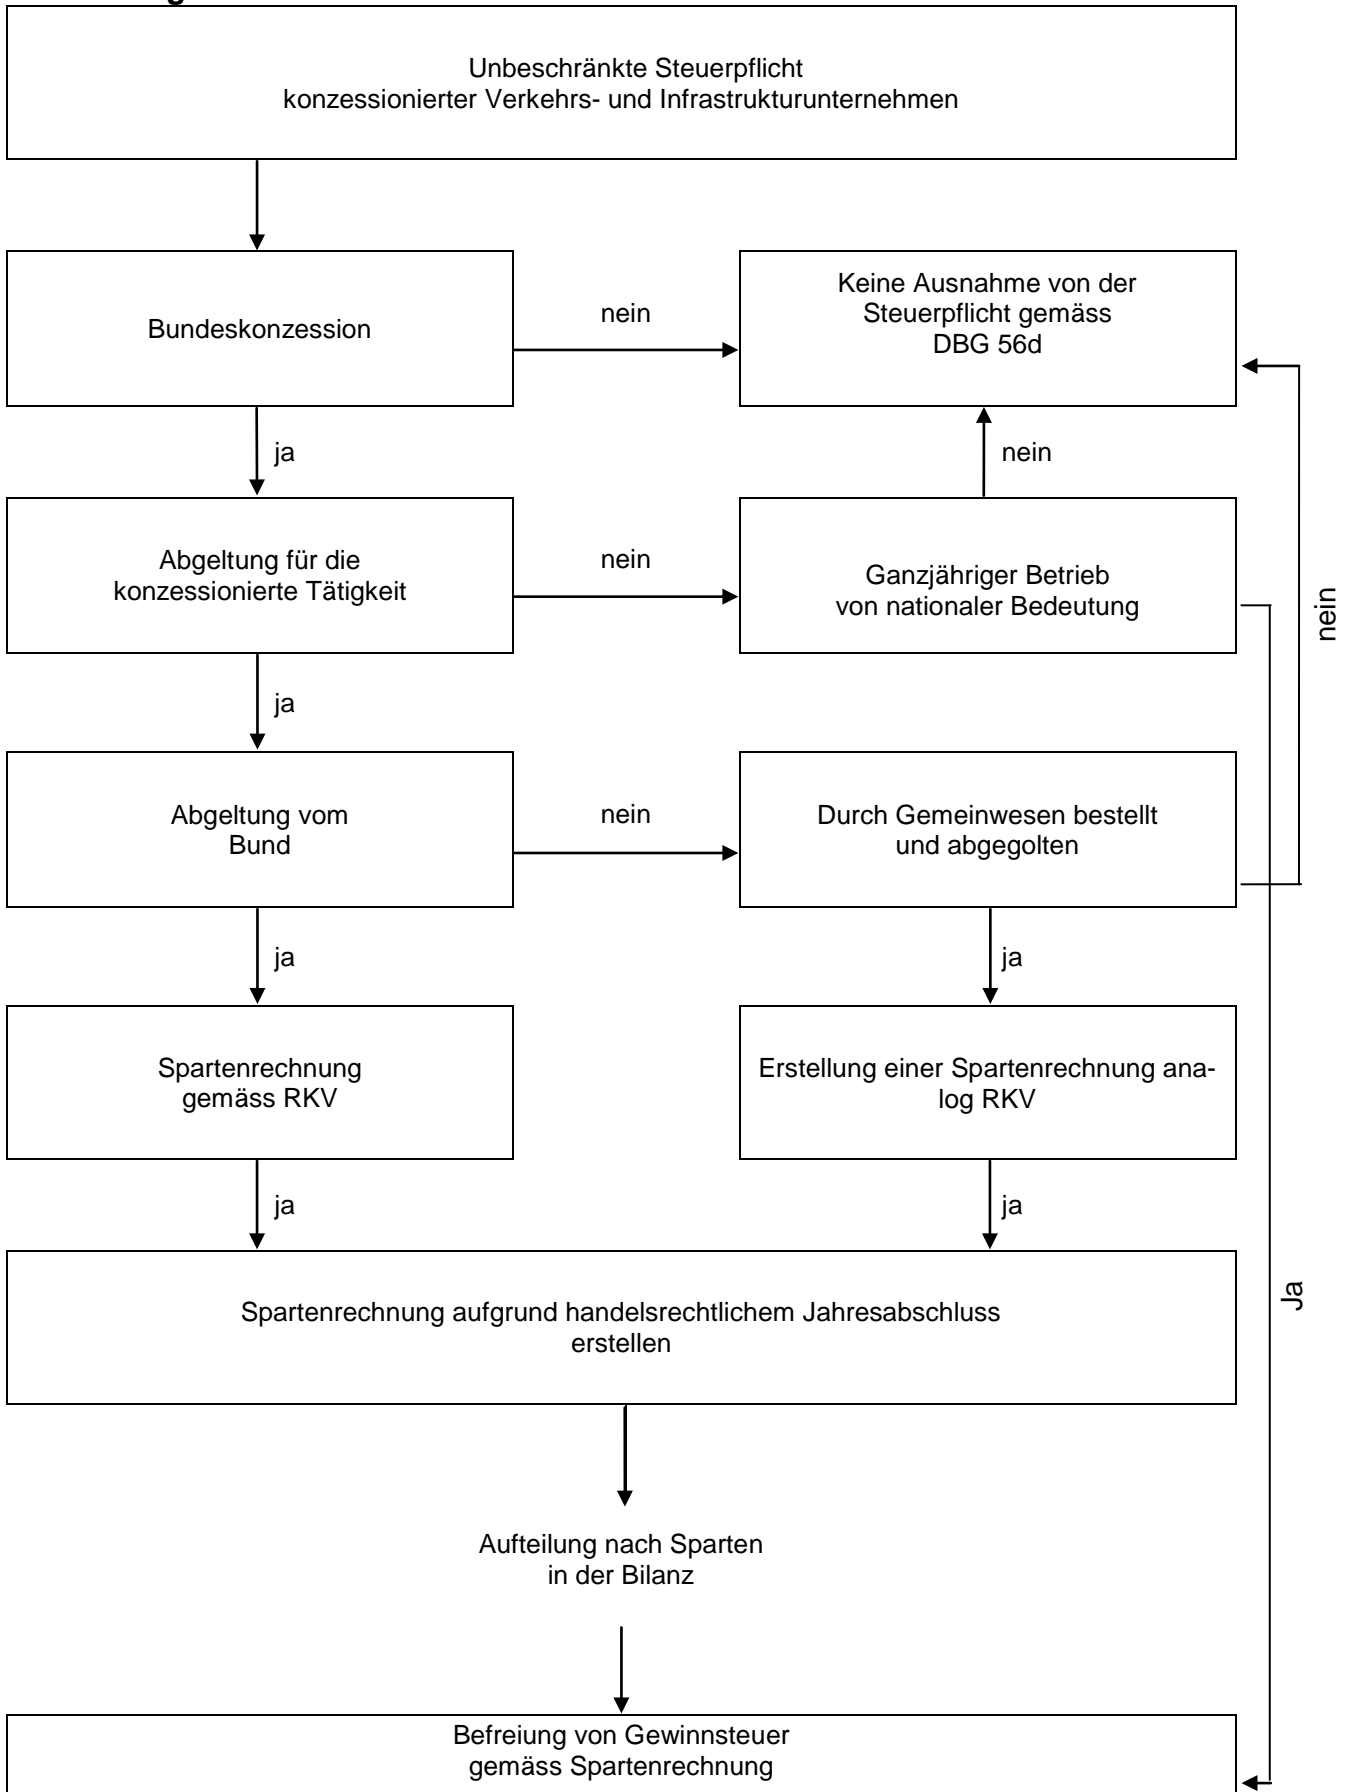 Unbeschränkte Steuerpflicht
konzessionierter Verkehrs- und Infrastrukturunternehmen
Bundeskonzession
nein
Keine Ausnahme von der
Steuerpflicht gemäss
DBG 56d
ja
nein
Abgeltung für die
konzessionierte Tätigkeit
nein
Ganzjähriger Betrieb
von nationaler Bedeutung
nein
ja
Abgeltung vom
Bund
nein
Durch Gemeinwesen bestellt
und abgegolten
ja
ja
Spartenrechnung
gemäss RKV
Erstellung einer Spartenrechnung ana-
log RKV
ja
ja
Ja
Spartenrechnung aufgrund handelsrechtlichem Jahresabschluss
erstellen
Aufteilung nach Sparten
in der Bilanz
Befreiung von Gewinnsteuer
gemäss Spartenrechnung